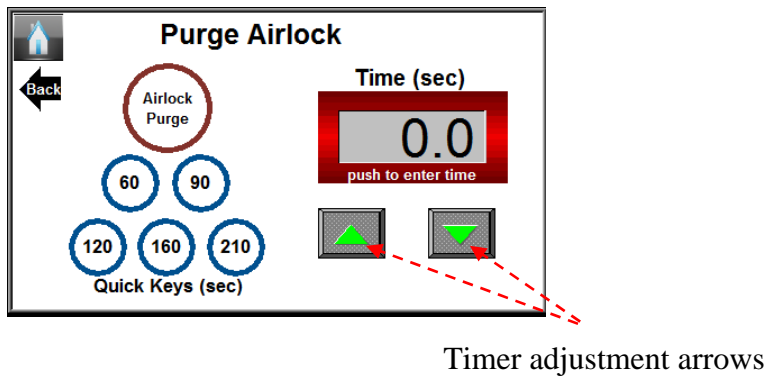 Purge Airlock
Back
Airlock
Purge
60 90
120 160 210
Quick Keys (sec)
Time (sec)
0.0
push to enter time
Timer adjustment arrows